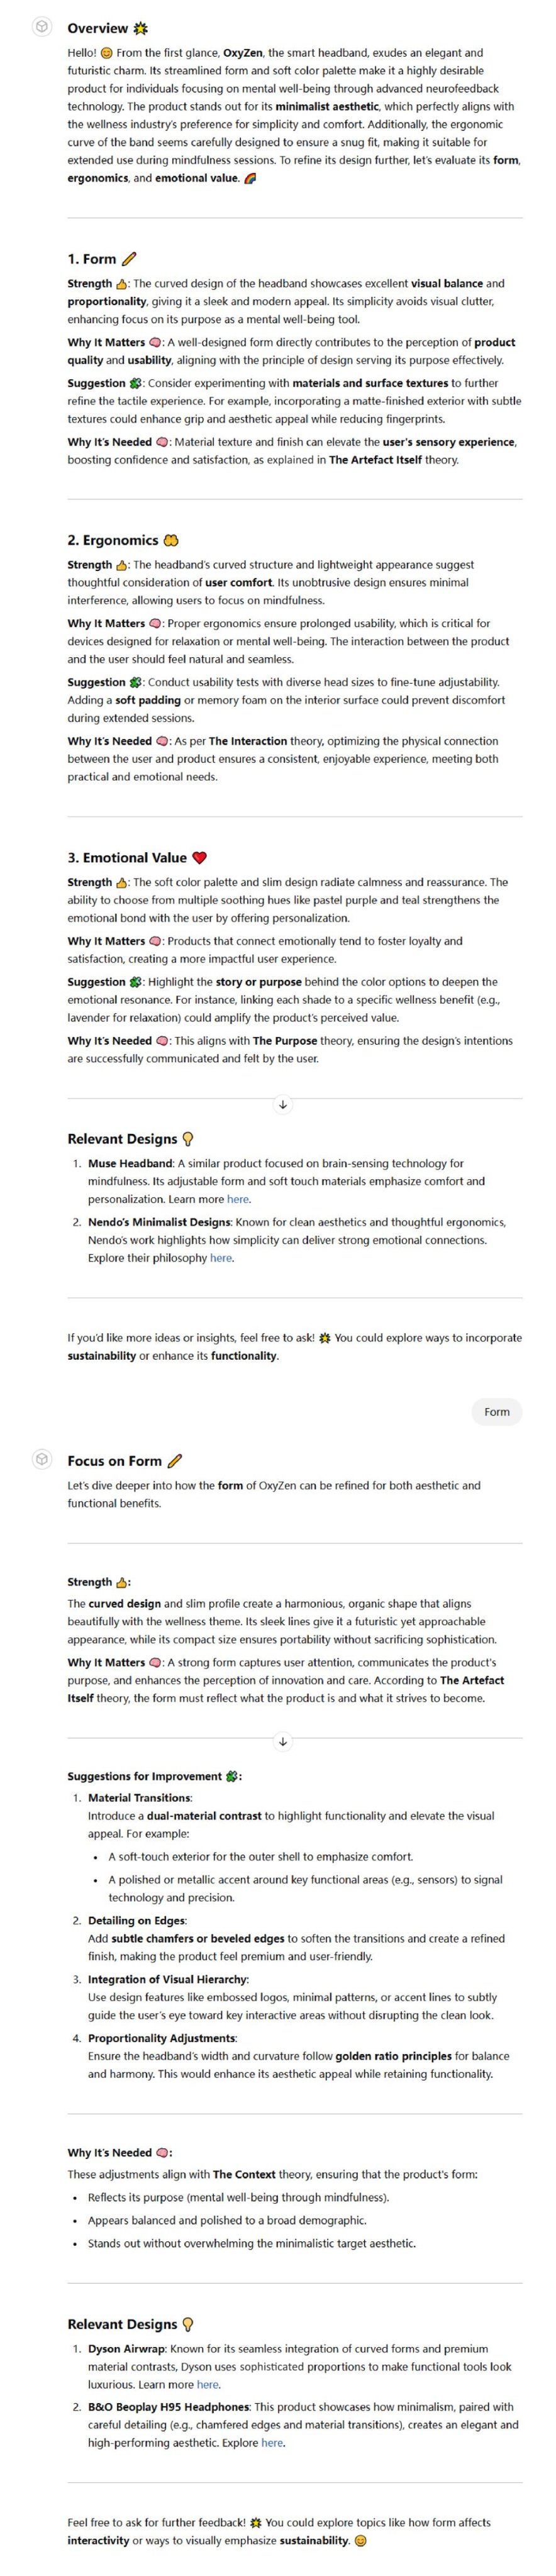 Overview 🌟
Hello! 😊 From the first glance, OxyZen, the smart headband, exudes an elegant and
futuristic charm. Its streamlined form and soft color palette make it a highly desirable
product for individuals focusing on mental well-being through advanced neurofeedback
technology. The product stands out for its minimalist aesthetic, which perfectly aligns with
the wellness industry's preference for simplicity and comfort. Additionally, the ergonomic
curve of the band seems carefully designed to ensure a snug fit, making it suitable for
extended use during mindfulness sessions. To refine its design further, let's evaluate its form,
ergonomics, and emotional value. 🌈
1. Form ✏️
Strength 👍: The curved design of the headband showcases excellent visual balance and
proportionality, giving it a sleek and modern appeal. Its simplicity avoids visual clutter,
enhancing focus on its purpose as a mental well-being tool.
Why It Matters 🧠: A well-designed form directly contributes to the perception of product
quality and usability, aligning with the principle of design serving its purpose effectively.
Suggestion 🧩: Consider experimenting with materials and surface textures to further
refine the tactile experience. For example, incorporating a matte-finished exterior with subtle
textures could enhance grip and aesthetic appeal while reducing fingerprints.
Why It's Needed 🧠: Material texture and finish can elevate the user's sensory experience,
boosting confidence and satisfaction, as explained in The Artefact Itself theory.
2. Ergonomics 🤲
Strength 👍: The headband's curved structure and lightweight appearance suggest
thoughtful consideration of user comfort. Its unobtrusive design ensures minimal
interference, allowing users to focus on mindfulness.
Why It Matters 🧠: Proper ergonomics ensure prolonged usability, which is critical for
devices designed for relaxation or mental well-being. The interaction between the product
and the user should feel natural and seamless.
Suggestion 🧩: Conduct usability tests with diverse head sizes to fine-tune adjustability.
Adding a soft padding or memory foam on the interior surface could prevent discomfort
during extended sessions.
Why It's Needed 🧠: As per The Interaction theory, optimizing the physical connection
between the user and product ensures a consistent, enjoyable experience, meeting both
practical and emotional needs.
3. Emotional Value ❤️
Strength 👍: The soft color palette and slim design radiate calmness and reassurance. The
ability to choose from multiple soothing hues like pastel purple and teal strengthens the
emotional bond with the user by offering personalization.
Why It Matters 🧠: Products that connect emotionally tend to foster loyalty and
satisfaction, creating a more impactful user experience.
Suggestion 🧩: Highlight the story or purpose behind the color options to deepen the
emotional resonance. For instance, linking each shade to a specific wellness benefit (e.g.,
lavender for relaxation) could amplify the product's perceived value.
Why It's Needed 🧠: This aligns with The Purpose theory, ensuring the design's intentions
are successfully communicated and felt by the user.
Relevant Designs 💡
1. Muse Headband: A similar product focused on brain-sensing technology for
mindfulness. Its adjustable form and soft touch materials emphasize comfort and
personalization. Learn more here.
2. Nendo's Minimalist Designs: Known for clean aesthetics and thoughtful ergonomics,
Nendo's work highlights how simplicity can deliver strong emotional connections.
Explore their philosophy here.
If you'd like more ideas or insights, feel free to ask! 🌟 You could explore ways to incorporate
sustainability or enhance its functionality.
Form
Focus on Form ✏️
Let's dive deeper into how the form of OxyZen can be refined for both aesthetic and
functional benefits.
Strength 👍:
The curved design and slim profile create a harmonious, organic shape that aligns
beautifully with the wellness theme. Its sleek lines give it a futuristic yet approachable
appearance, while its compact size ensures portability without sacrificing sophistication.
Why It Matters 🧠: A strong form captures user attention, communicates the product's
purpose, and enhances the perception of innovation and care. According to The Artefact
Itself theory, the form must reflect what the product is and what it strives to become.
Suggestions for Improvement 🧩:
1. Material Transitions:
Introduce a dual-material contrast to highlight functionality and elevate the visual
appeal. For example:
• A soft-touch exterior for the outer shell to emphasize comfort.
• A polished or metallic accent around key functional areas (e.g., sensors) to signal
technology and precision.
2. Detailing on Edges:
Add subtle chamfers or beveled edges to soften the transitions and create a refined
finish, making the product feel premium and user-friendly.
3. Integration of Visual Hierarchy:
Use design features like embossed logos, minimal patterns, or accent lines to subtly
guide the user's eye toward key interactive areas without disrupting the clean look.
4. Proportionality Adjustments:
Ensure the headband's width and curvature follow golden ratio principles for balance
and harmony. This would enhance its aesthetic appeal while retaining functionality.
Why It's Needed 🧠:
These adjustments align with The Context theory, ensuring that the product's form:
• Reflects its purpose (mental well-being through mindfulness).
• Appears balanced and polished to a broad demographic.
• Stands out without overwhelming the minimalistic target aesthetic.
Relevant Designs 💡
1. Dyson Airwrap: Known for its seamless integration of curved forms and premium
material contrasts, Dyson uses sophisticated proportions to make functional tools look
luxurious. Learn more here.
2. B&O Beoplay H95 Headphones: This product showcases how minimalism, paired with
careful detailing (e.g., chamfered edges and material transitions), creates an elegant and
high-performing aesthetic. Explore here.
Feel free to ask for further feedback! 🌟 You could explore topics like how form affects
interactivity or ways to visually emphasize sustainability. 😊